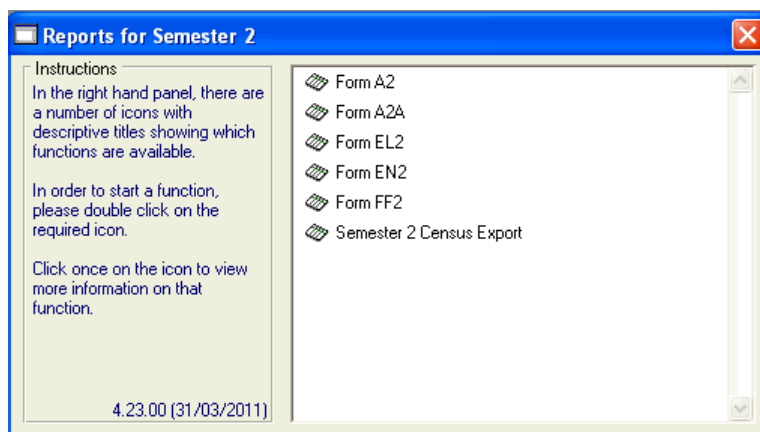 Reports for Semester 2
Instructions
In the right hand panel, there are
a number of icons with
descriptive titles showing which
functions are available.
In order to start a function,
please double click on the
required icon.
Click once on the icon to view
more information on that
function.
4.23.00 (31/03/2011)
Form A2
Form A2A
Form EL2
Form EN2
Form FF2
Semester 2 Census Export